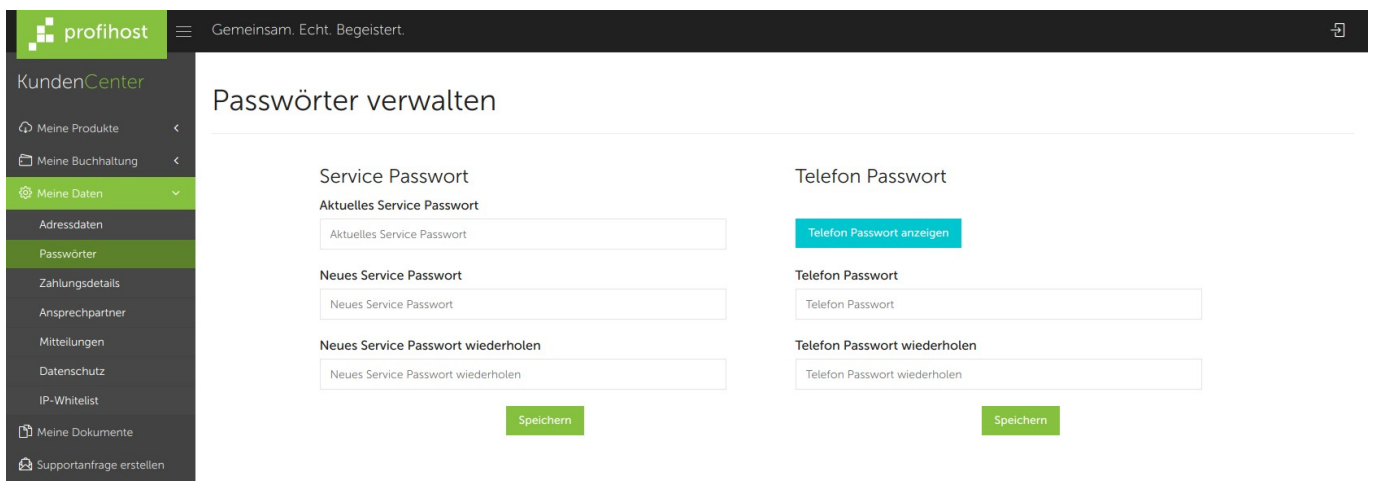 profihost
Gemeinsam. Echt. Begeistert.
KundenCenter
Meine Produkte
Meine Buchhaltung
Meine Daten
Adressdaten
Passwörter
Zahlungsdetails
Ansprechpartner
Mitteilungen
Datenschutz
IP-Whitelist
Meine Dokumente
Supportanfrage erstellen
Passwörter verwalten
Service Passwort
Aktuelles Service Passwort
Aktuelles Service Passwort
Neues Service Passwort
Neues Service Passwort
Neues Service Passwort wiederholen
Neues Service Passwort wiederholen
Speichern
Telefon Passwort
Telefon Passwort anzeigen
Telefon Passwort
Telefon Passwort
Telefon Passwort wiederholen
Telefon Passwort wiederholen
Speichern